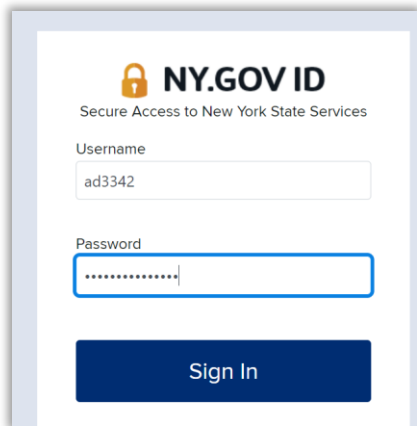 NY.GOV ID
Secure Access to New York State Services
Username
ad3342
Password
•••••••••••••••
Sign In